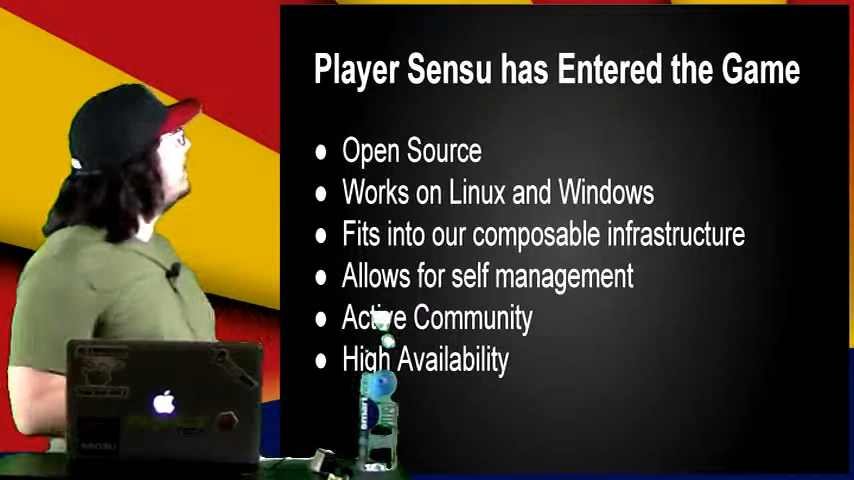 Player Sensu has Entered the Game
● Open Source
● Works on Linux and Windows
● Fits into our composable infrastructure
● Allows for self management
● Active Community
● High Availability
smart